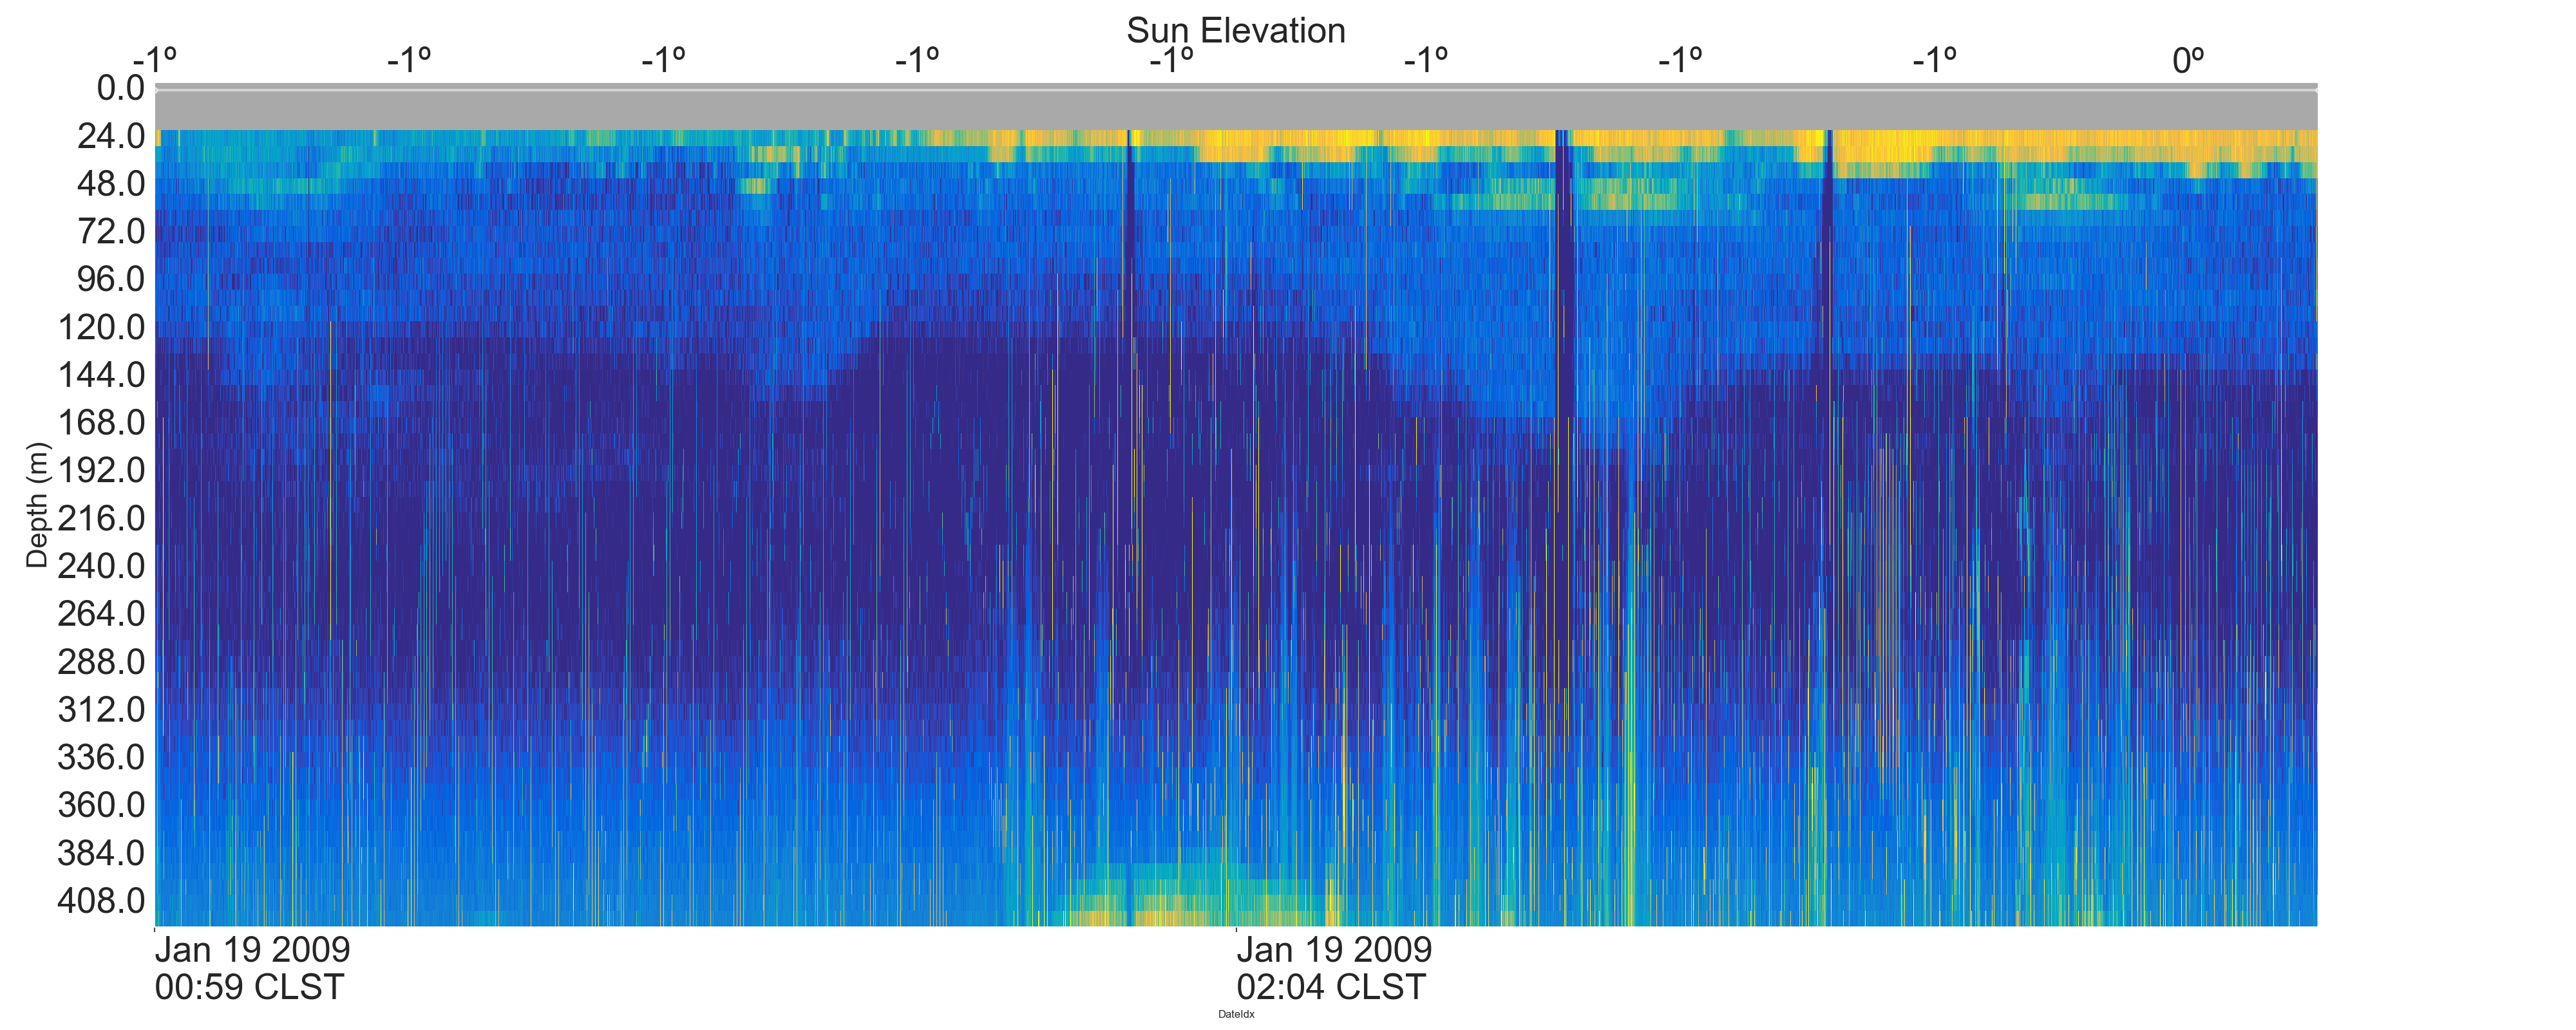 Sun Elevation
-1º -1º -1º -1º -1º -1º -1º -1º 0º
0.0
24.0
48.0
72.0
96.0
120.0
144.0
168.0
192.0
216.0
240.0
264.0
288.0
312.0
336.0
360.0
384.0
408.0
Depth (m)
Jan 19 2009
00:59 CLST
Jan 19 2009
02:04 CLST
DateIdx